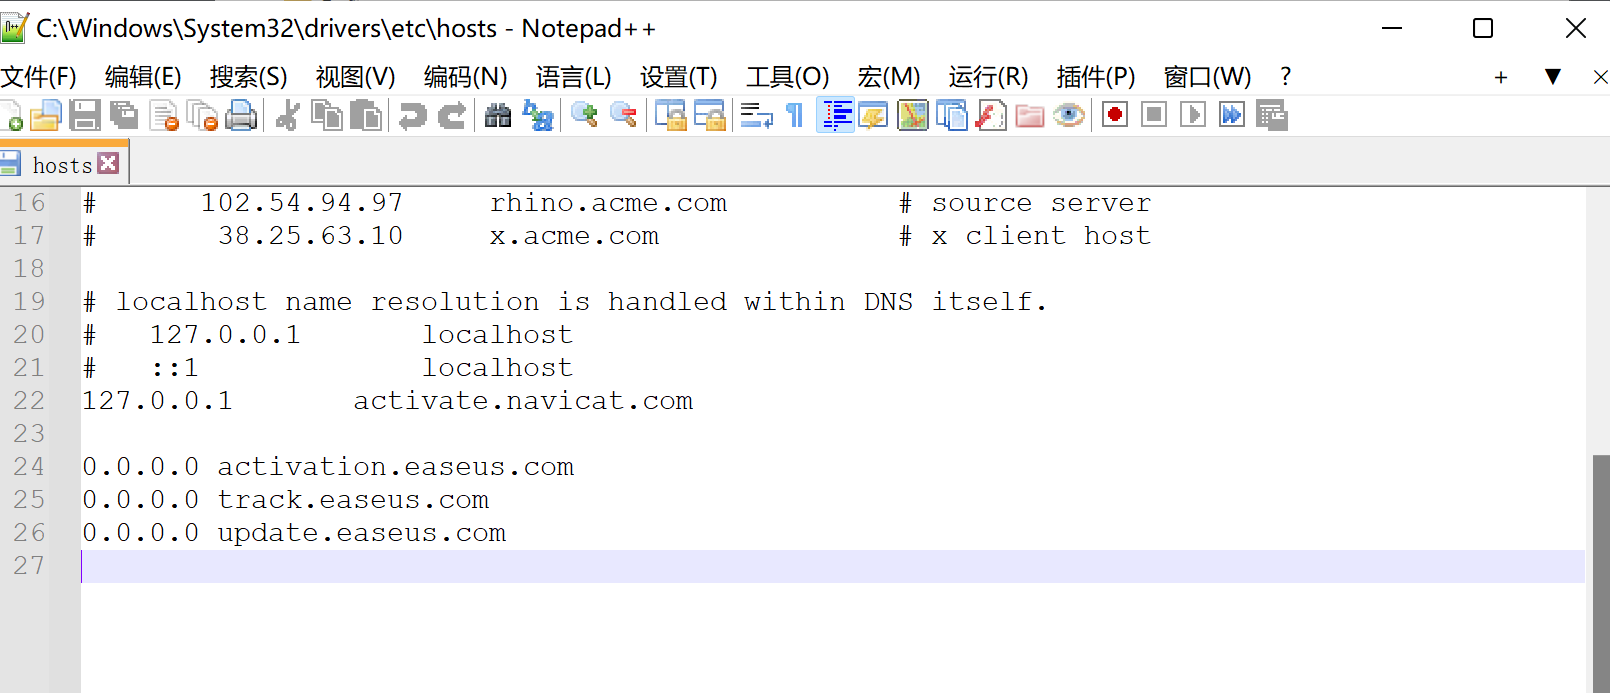 C:\Windows\System32\drivers\etc\hosts - Notepad++
文件(F) 编辑(E) 搜索(S) 视图(V) 编码(N) 语言(L) 设置(T) 工具(O) 宏(M) 运行(R) 插件(P) 窗口(W) ?
hosts
16 # 102.54.94.97 rhino.acme.com # source server
17 # 38.25.63.10 x.acme.com # x client host
18
19 # localhost name resolution is handled within DNS itself.
20 # 127.0.0.1 localhost
21 # ::1 localhost
22 127.0.0.1 activate.navicat.com
23
24 0.0.0.0 activation.easeus.com
25 0.0.0.0 track.easeus.com
26 0.0.0.0 update.easeus.com
27